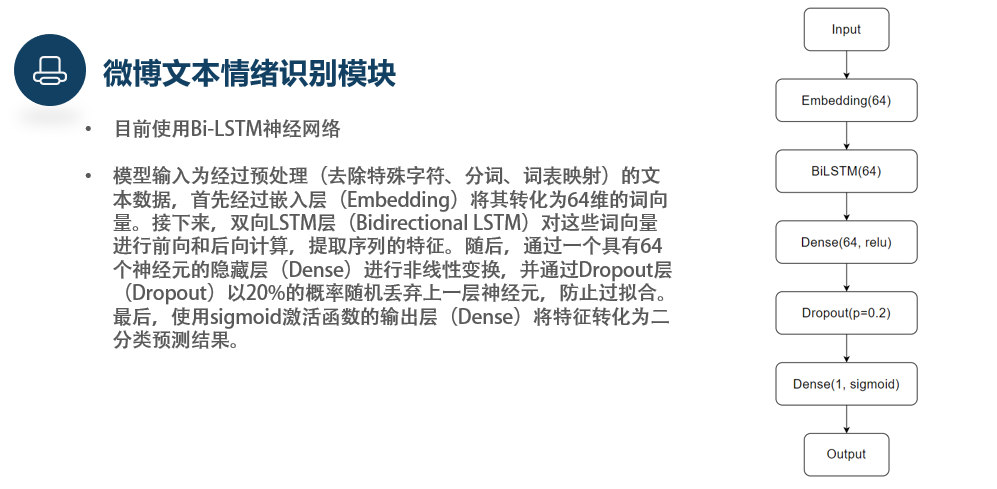 微博文本情绪识别模块
• 目前使用Bi-LSTM神经网络
• 模型输入为经过预处理（去除特殊字符、分词、词表映射）的文
本数据，首先经过嵌入层（Embedding）将其转化为64维的词向
量。接下来，双向LSTM层（Bidirectional LSTM）对这些词向量
进行前向和后向计算，提取序列的特征。随后，通过一个具有64
个神经元的隐藏层（Dense）进行非线性变换，并通过Dropout层
（Dropout）以20%的概率随机丢弃上一层神经元，防止过拟合。
最后，使用sigmoid激活函数的输出层（Dense）将特征转化为二
分类预测结果。
Input
Embedding(64)
BiLSTM(64)
Dense(64, relu)
Dropout(p=0.2)
Dense(1, sigmoid)
Output